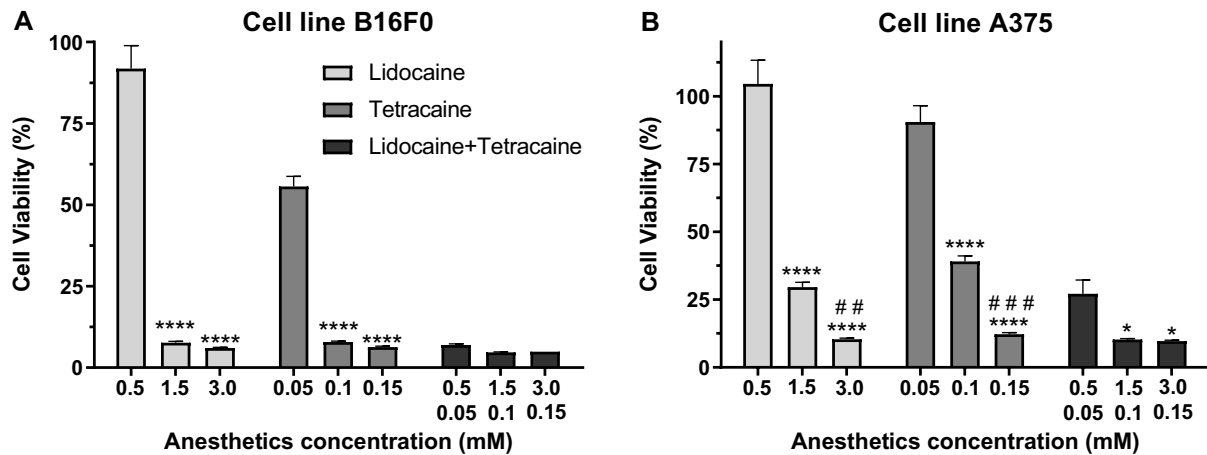 A
Cell line B16F0
Cell Viability (%)
100
75
50
25
0
Lidocaine
Tetracaine
Lidocaine+Tetracaine
**** ****
**** ****
0.5 1.5 3.0 0.05 0.1 0.15 0.5 1.5 3.0
0.05 0.1 0.15
Anesthetics concentration (mM)
B
Cell line A375
Cell Viability (%)
100
75
50
25
0
****
# #
****
****
# # #
****
* *
0.5 1.5 3.0 0.05 0.1 0.15 0.5 1.5 3.0
0.05 0.1 0.15
Anesthetics concentration (mM)